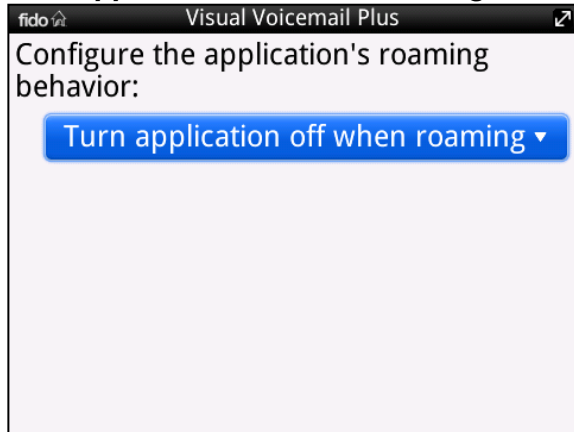 fido Visual Voicemail Plus
Configure the application's roaming
behavior:
Turn application off when roaming